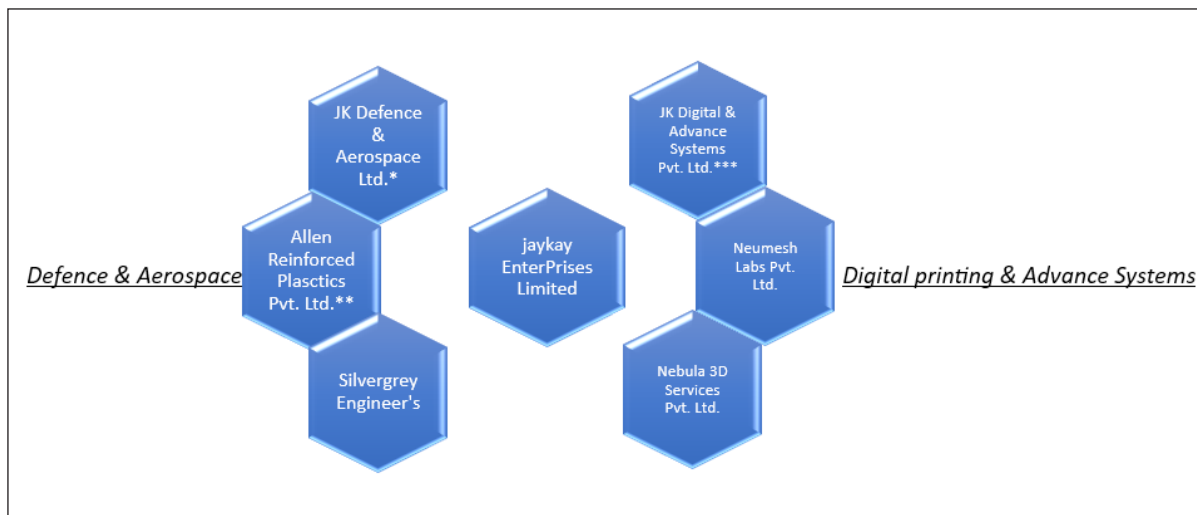 JK Defence
&
Aerospace
Ltd.*
Allen
Reinforced
Plasctics
Pvt. Ltd.**
Silvergrey
Engineer's
Defence & Aerospace
jaykay
EnterPrises
Limited
JK Digital &
Advance
Systems
Pvt. Ltd.***
Neumesh
Labs Pvt.
Ltd.
Nebula 3D
Services
Pvt. Ltd.
Digital printing & Advance Systems